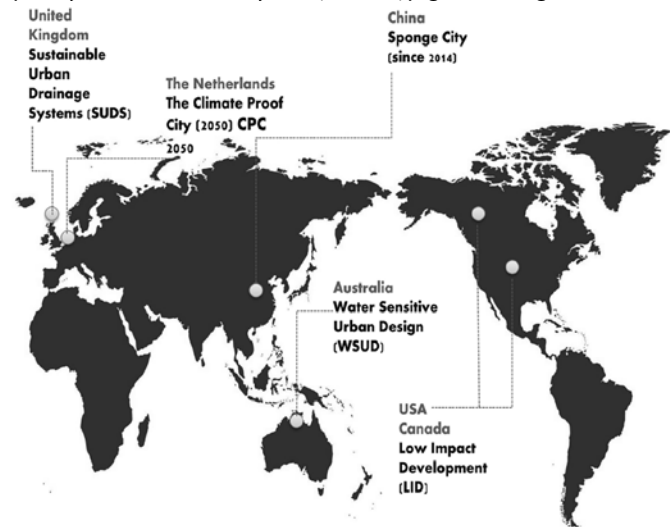 United
Kingdom
Sustainable
Urban
Drainage
Systems (SUDS)
The Netherlands
The Climate Proof
City (2050) CPC
2050
China
Sponge City
(since 2014)
Australia
Water Sensitive
Urban Design
(WSUD)
USA
Canada
Low Impact
Development
(LID)